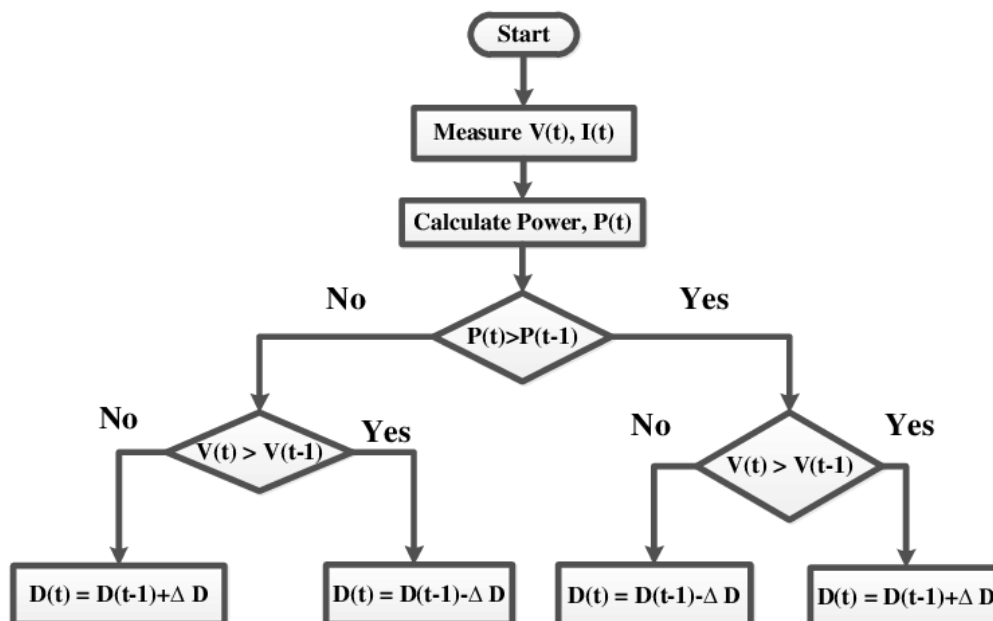 Start
Measure V(t), I(t)
Calculate Power, P(t)
No
Yes
P(t)>P(t-1)
No
Yes
No
Yes
V(t) > V(t-1)
V(t) > V(t-1)
D(t) = D(t-1)+Δ D
D(t) = D(t-1)-Δ D
D(t) = D(t-1)-Δ D
D(t) = D(t-1)+Δ D